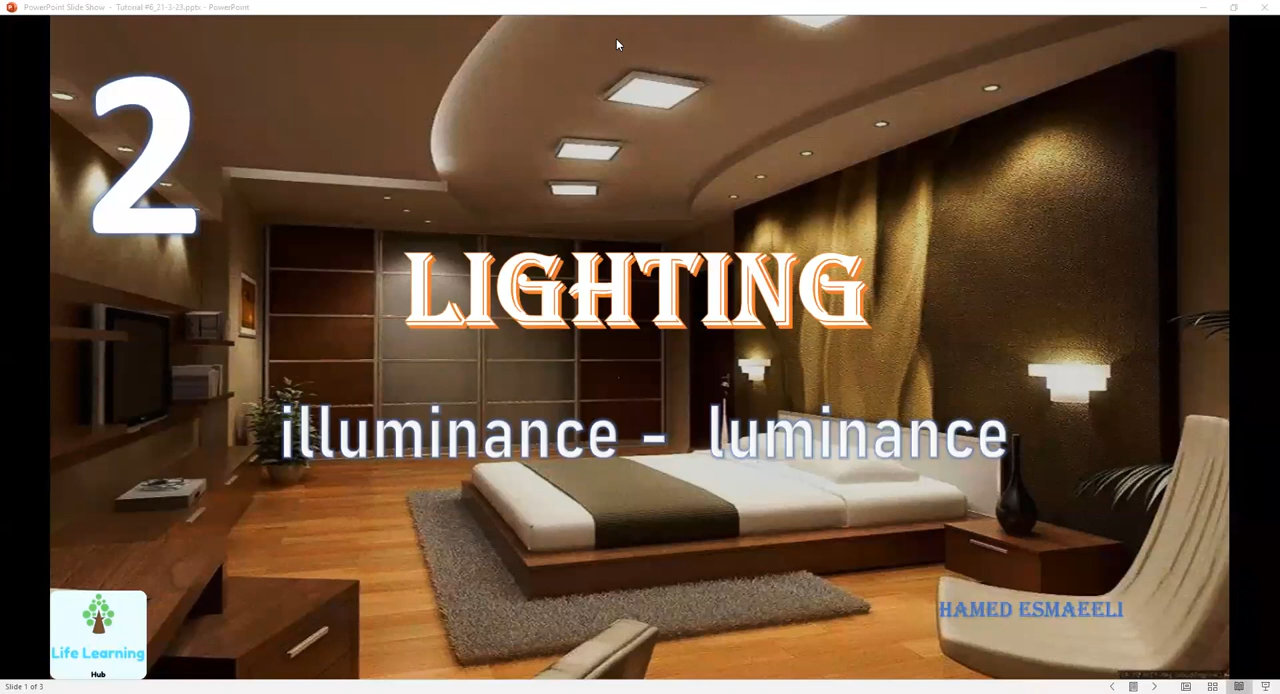 PowerPoint Slide Show - Tutorial #6_21-3-23.pptx - PowerPoint
2
LIGHTING
illuminance - luminance
HAMED ESMAEELI
Life Learning
Hub
Slide 1 of 3